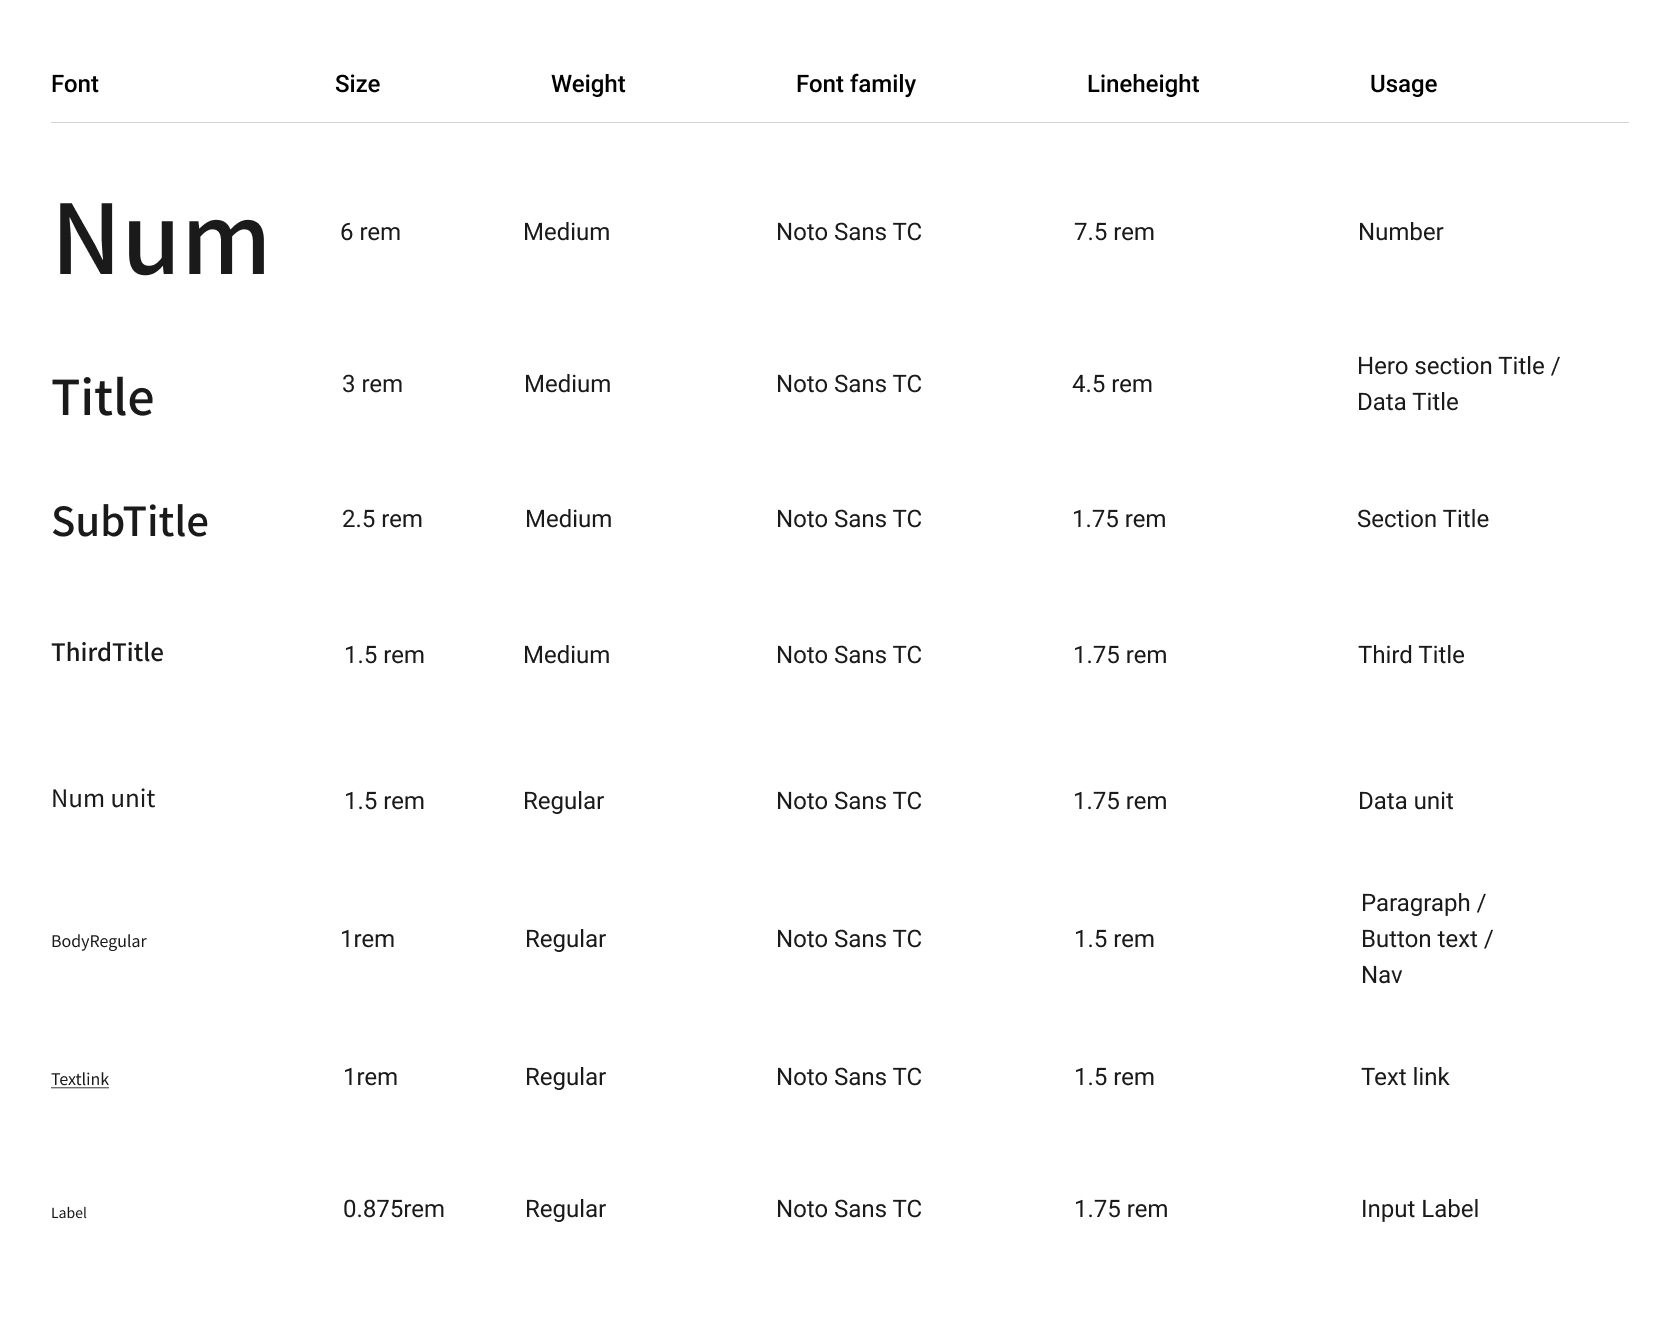 Font Size Weight Font family Lineheight Usage
Num 6 rem Medium Noto Sans TC 7.5 rem Number
Title 3 rem Medium Noto Sans TC 4.5 rem Hero section Title /
Data Title
SubTitle 2.5 rem Medium Noto Sans TC 1.75 rem Section Title
ThirdTitle 1.5 rem Medium Noto Sans TC 1.75 rem Third Title
Num unit 1.5 rem Regular Noto Sans TC 1.75 rem Data unit
BodyRegular 1rem Regular Noto Sans TC 1.5 rem Paragraph /
Button text /
Nav
Textlink 1rem Regular Noto Sans TC 1.5 rem Text link
Label 0.875rem Regular Noto Sans TC 1.75 rem Input Label